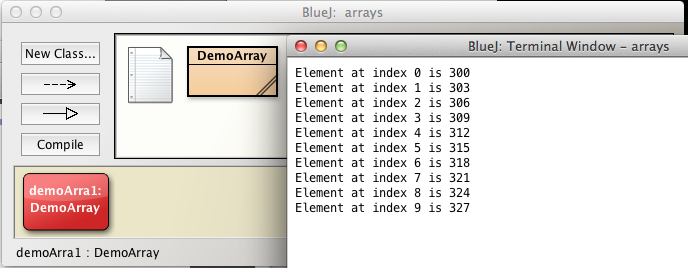 BlueJ: arrays
New Class...
Compile
DemoArray
demoArra1:
DemoArray
demoArra1 : DemoArray
BlueJ: Terminal Window - arrays
Element at index 0 is 300
Element at index 1 is 303
Element at index 2 is 306
Element at index 3 is 309
Element at index 4 is 312
Element at index 5 is 315
Element at index 6 is 318
Element at index 7 is 321
Element at index 8 is 324
Element at index 9 is 327